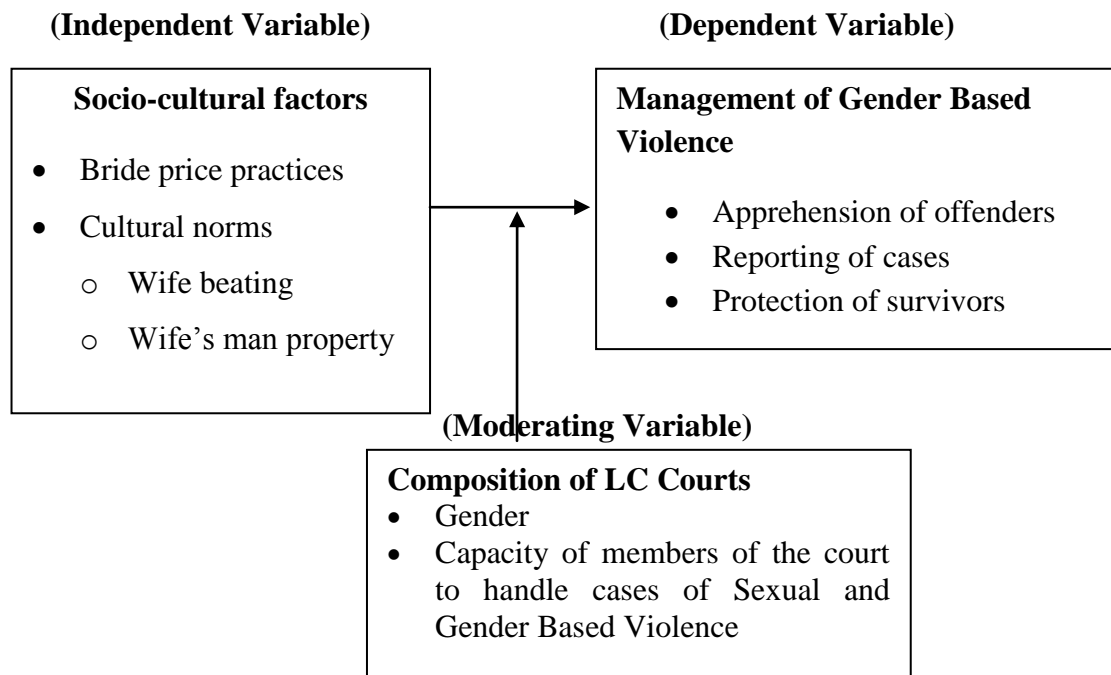 (Independent Variable)
(Dependent Variable)
Socio-cultural factors
• Bride price practices
• Cultural norms
o Wife beating
o Wife's man property
Management of Gender Based
Violence
• Apprehension of offenders
• Reporting of cases
• Protection of survivors
(Moderating Variable)
Composition of LC Courts
• Gender
• Capacity of members of the court
to handle cases of Sexual and
Gender Based Violence